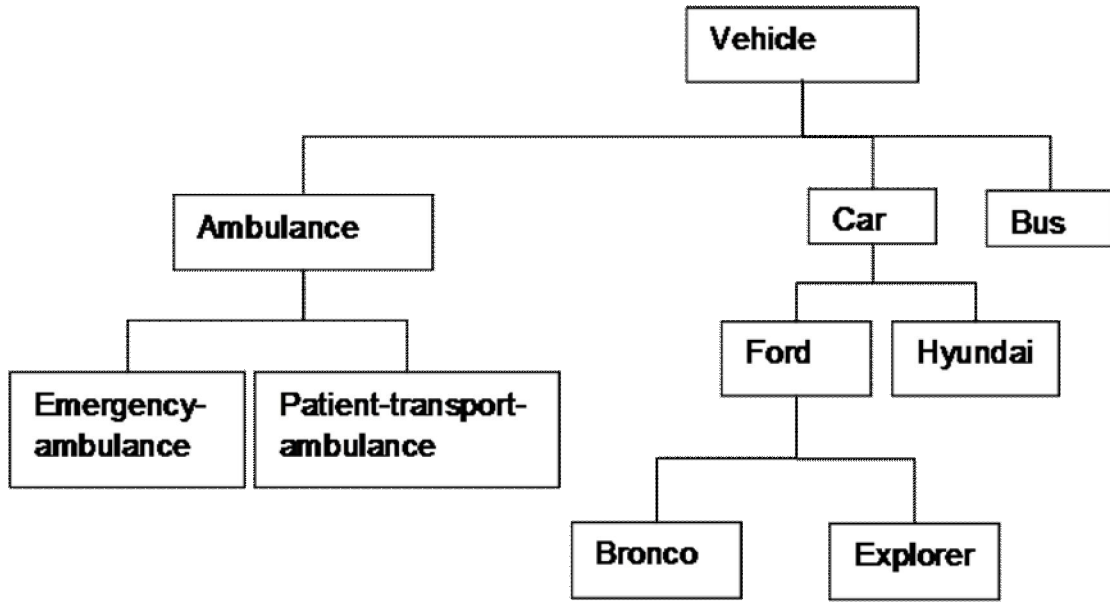 Vehicle
Ambulance
Car
Bus
Ford
Hyundai
Emergency-
ambulance
Patient-transport-
ambulance
Bronco
Explorer